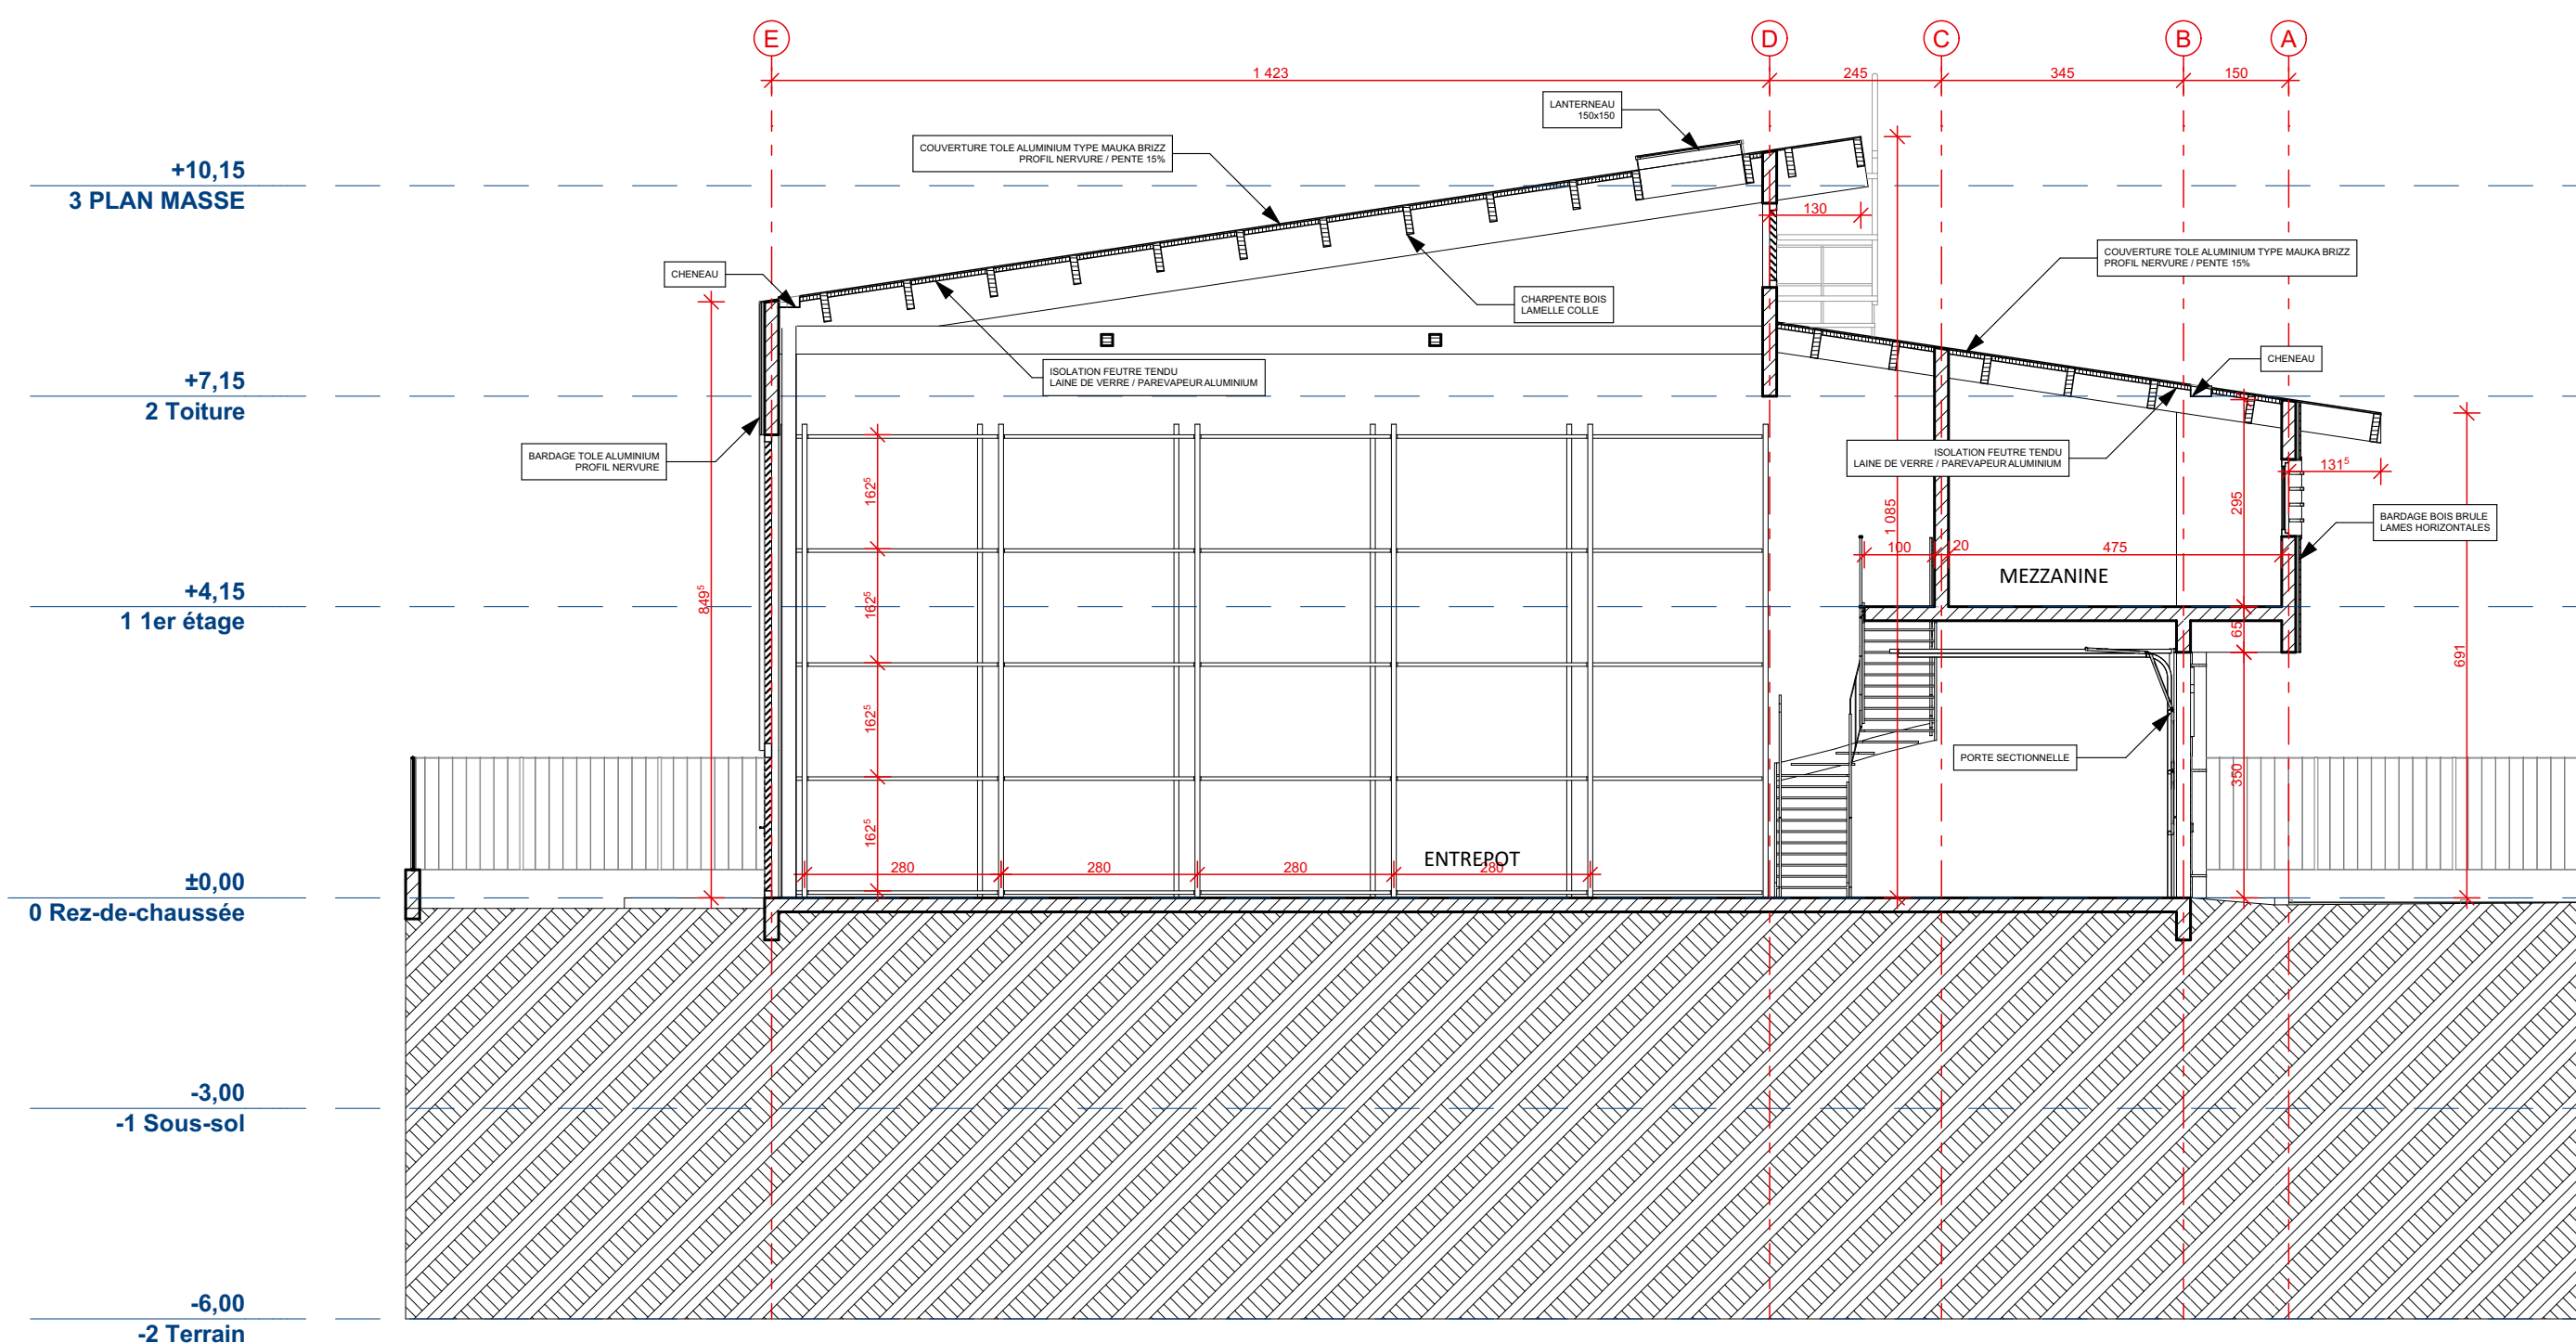 E
D
C
B
A
1 423
245
345
150
LANTERNEAU
150x150
COUVERTURE TOLE ALUMINIUM TYPE MAUKA BRIZZ
PROFIL NERVURE / PENTE 15%
+10,15
3 PLAN MASSE
130
COUVERTURE TOLE ALUMINIUM TYPE MAUKA BRIZZ
PROFIL NERVURE / PENTE 15%
CHENEAU
CHARPENTE BOIS
LAMELLE COLLE
CHENEAU
ISOLATION FEUTRE TENDU
LAINE DE VERRE / PAREVAPEUR ALUMINIUM
+7,15
2 Toiture
BARDAGE TOLE ALUMINIUM
PROFIL NERVURE
ISOLATION FEUTRE TENDU
LAINE DE VERRE / PAREVAPEUR ALUMINIUM
131⁵
162⁵
295
1 085
BARDAGE BOIS BRULE
LAMES HORIZONTALES
100
20
475
MEZZANINE
+4,15
1 1er étage
849⁵
162⁵
65
691
162⁵
PORTE SECTIONNELLE
350
162⁵
ENTREPOT
280
280
280
280
±0,00
0 Rez-de-chaussée
-3,00
-1 Sous-sol
-6,00
-2 Terrain